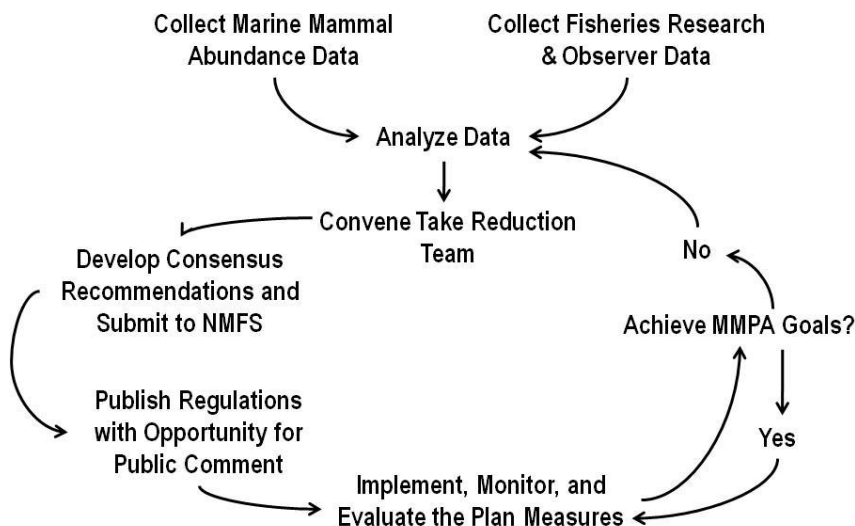 Collect Marine Mammal
Abundance Data
Collect Fisheries Research
& Observer Data
Analyze Data
Convene Take Reduction
Team
Develop Consensus
Recommendations and
Submit to NMFS
Publish Regulations
with Opportunity for
Public Comment
Implement, Monitor, and
Evaluate the Plan Measures
Achieve MMPA Goals?
No
Yes